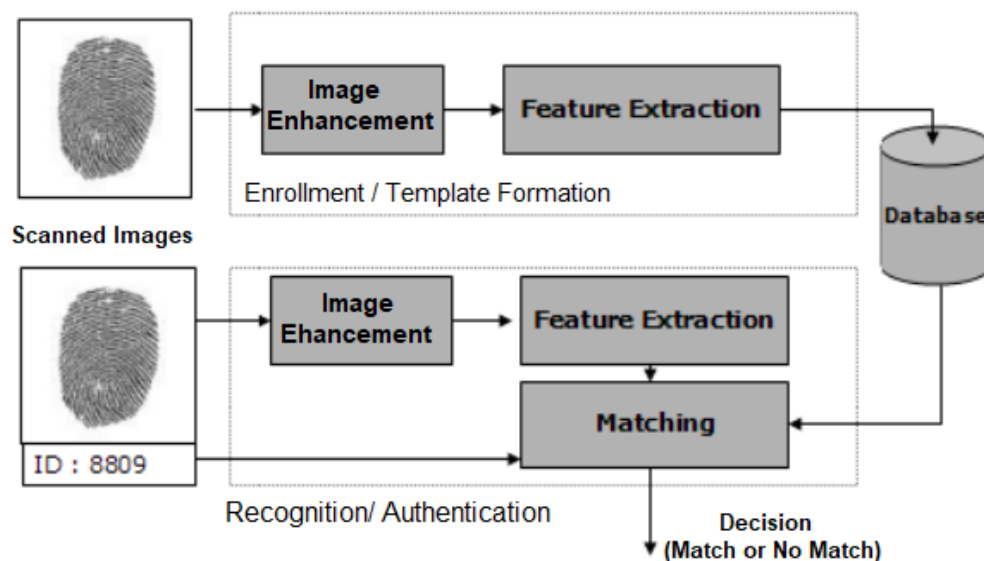 Image
Enhancement
Feature Extraction
Enrollment / Template Formation
Database
Scanned Images
Image
Ehancement
Feature Extraction
Matching
ID : 8809
Recognition/ Authentication
Decision
(Match or No Match)